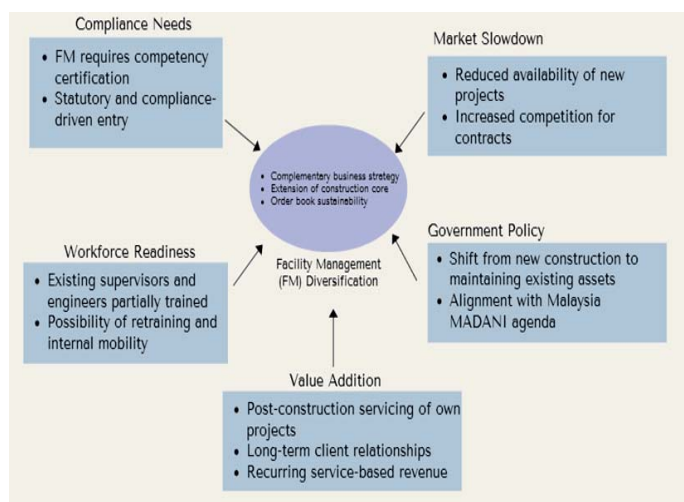 Compliance Needs
• FM requires competency
certification
• Statutory and compliance-
driven entry
Market Slowdown
• Reduced availability of new
projects
• Increased competition for
contracts
• Complementary business strategy
• Extension of construction core
• Order book sustainability
Facility Management
(FM) Diversification
Workforce Readiness
• Existing supervisors and
engineers partially trained
• Possibility of retraining and
internal mobility
Government Policy
• Shift from new construction to
maintaining existing assets
• Alignment with Malaysia
MADANI agenda
Value Addition
• Post-construction servicing of own
projects
• Long-term client relationships
• Recurring service-based revenue